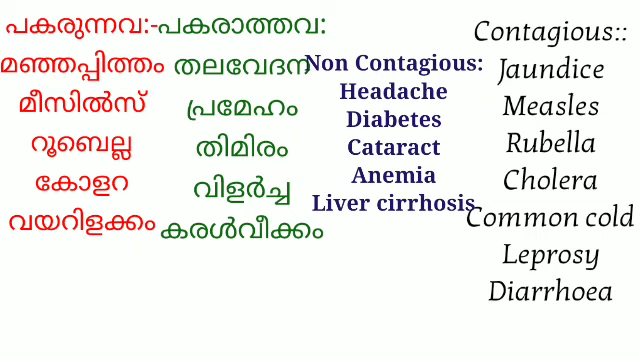 പകരുന്നവ:-
മഞ്ഞപ്പിത്തം
മീസിൽസ്
റൂബെല്ല
കോളറ
വയറിളക്കം
പകരാത്തവ:
തലവേദന
പ്രമേഹം
തിമിരം
വിളർച്ച
കരൾവീക്കം
Non Contagious:
Headache
Diabetes
Cataract
Anemia
Liver cirrhosis
Contagious::
Jaundice
Measles
Rubella
Cholera
Common cold
Leprosy
Diarrhoea